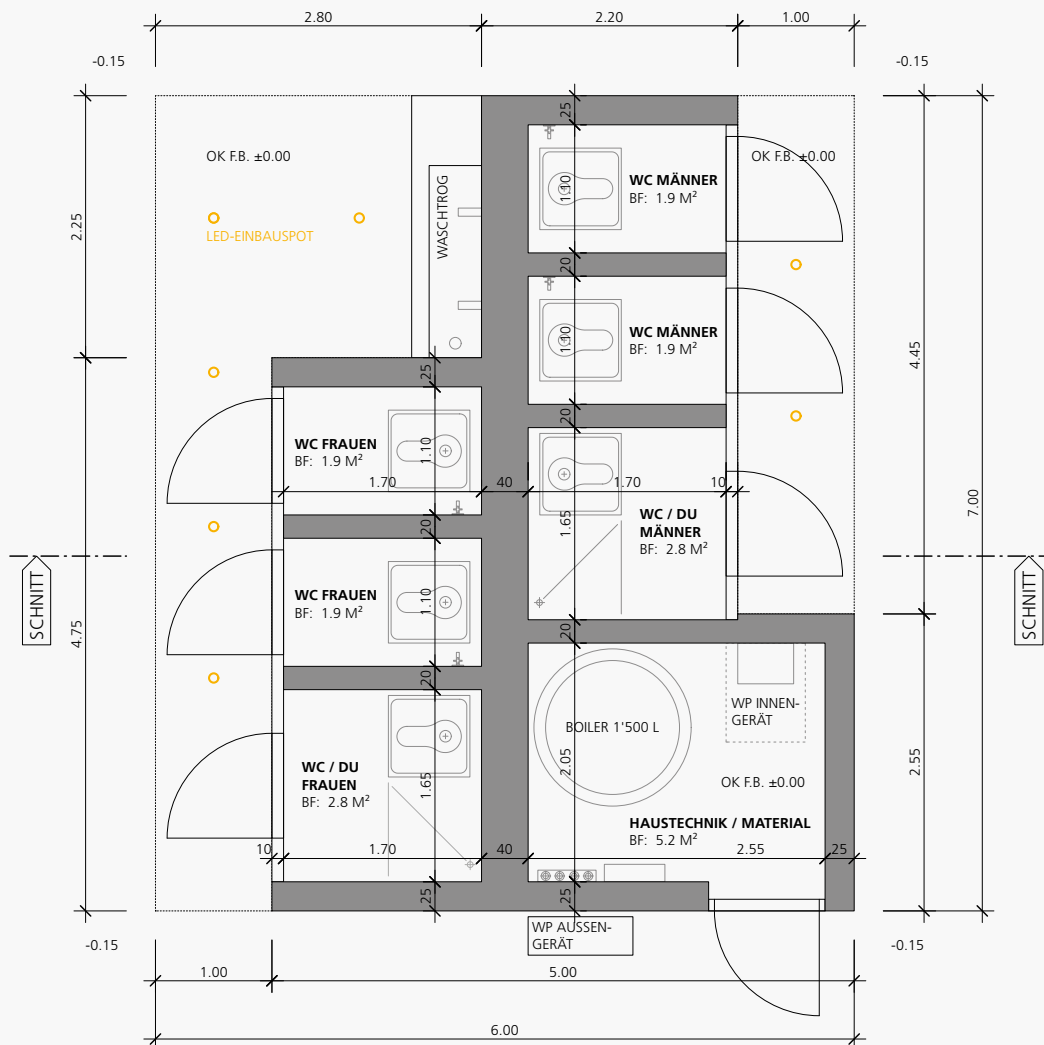 2.80
2.20
1.00
-0.15
-0.15
25
OK F.B. ±0.00
OK F.B. ±0.00
WASCHTROG
1.10
WC MÄNNER
BF: 1.9 M²
2.25
LED-EINBAUSPOT
20
1.10
WC MÄNNER
BF: 1.9 M²
4.45
25
20
WC FRAUEN
BF: 1.9 M²
1.10
1.70
40
1.70
10
7.00
1.65
WC / DU
MÄNNER
BF: 2.8 M²
20
SCHNITT
SCHNITT
WC FRAUEN
BF: 1.9 M²
1.10
4.75
20
20
WP INNEN-
GERÄT
BOILER 1'500 L
WC / DU
FRAUEN
BF: 2.8 M²
1.65
2.05
OK F.B. ±0.00
2.55
HAUSTECHNIK / MATERIAL
BF: 5.2 M²
10
1.70
40
2.55
25
25
25
WP AUSSEN-
GERÄT
-0.15
-0.15
1.00
5.00
6.00